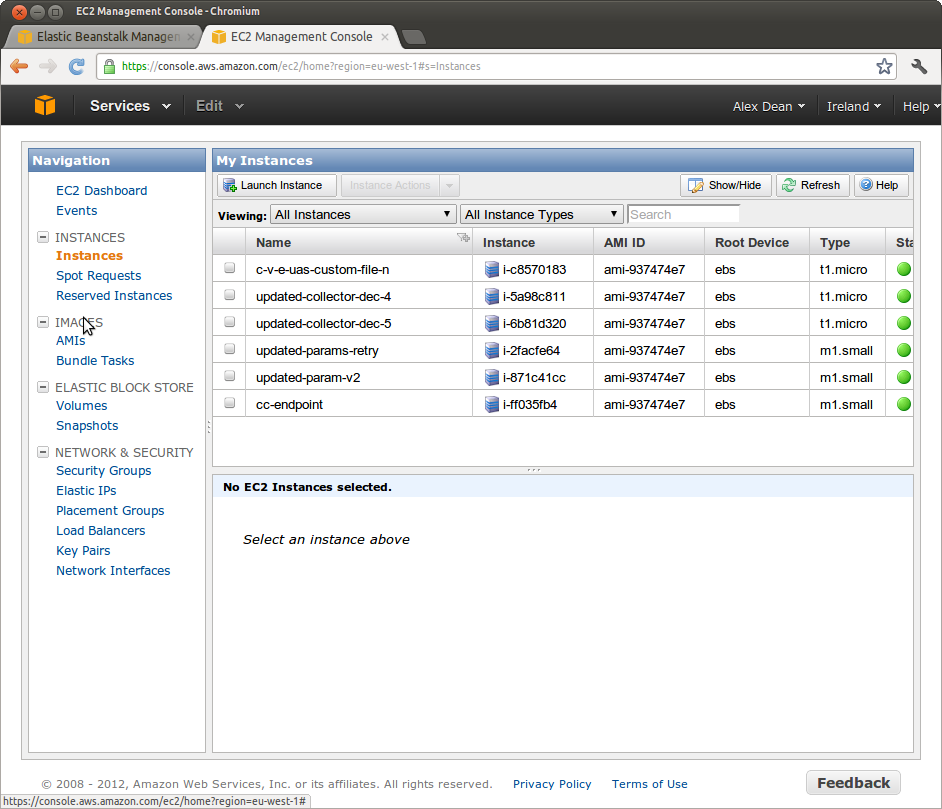 EC2 Management Console - Chromium
Elastic Beanstalk Managemen
EC2 Management Console
https://console.aws.amazon.com/ec2/home?region=eu-west-1#s=Instances
Services Edit Alex Dean Ireland Help
Navigation
EC2 Dashboard
Events
INSTANCES
Instances
Spot Requests
Reserved Instances
IMAGES
AMIs
Bundle Tasks
ELASTIC BLOCK STORE
Volumes
Snapshots
NETWORK & SECURITY
Security Groups
Elastic IPs
Placement Groups
Load Balancers
Key Pairs
Network Interfaces
My Instances
Launch Instance Instance Actions Show/Hide Refresh Help
Viewing: All Instances All Instance Types Search
Name Instance AMI ID Root Device Type Sta
c-v-e-uas-custom-file-n i-c8570183 ami-937474e7 ebs t1.micro
updated-collector-dec-4 i-5a98c811 ami-937474e7 ebs t1.micro
updated-collector-dec-5 i-6b81d320 ami-937474e7 ebs t1.micro
updated-params-retry i-2facfe64 ami-937474e7 ebs m1.small
updated-param-v2 i-871c41cc ami-937474e7 ebs m1.small
cc-endpoint i-ff035fb4 ami-937474e7 ebs m1.small
No EC2 Instances selected.
Select an instance above
© 2008 - 2012, Amazon Web Services, Inc. or its affiliates. All rights reserved. Privacy Policy Terms of Use Feedback
https://console.aws.amazon.com/ec2/home?region=eu-west-1#